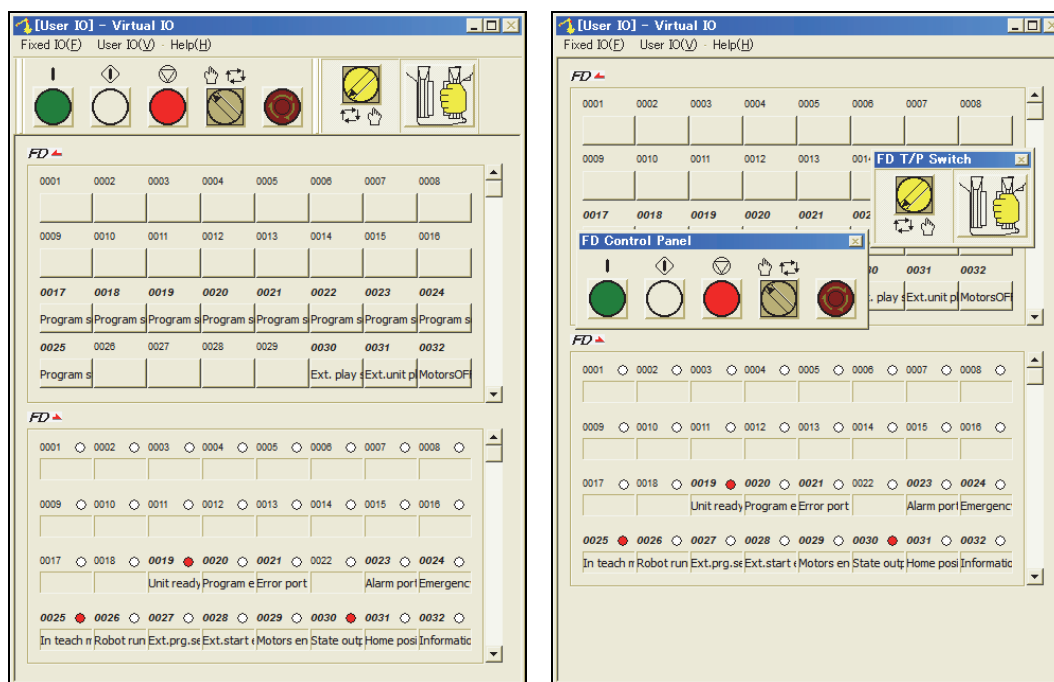 [User IO] - Virtual IO
Fixed IO(F) User IO(V) Help(H)
FD
0001 0002 0003 0004 0005 0006 0007 0008
0009 0010 0011 0012 0013 0014 0015 0016
0017 0018 0019 0020 0021 0022 0023 0024
Program s Program s Program s Program s Program s Program s Program s Program s
0025 0026 0027 0028 0029 0030 0031 0032
Program s Ext. play s Ext.unit pl MotorsOFF
FD
0001 0002 0003 0004 0005 0006 0007 0008
0009 0010 0011 0012 0013 0014 0015 0016
0017 0018 0019 0020 0021 0022 0023 0024
Unit ready Program e Error port Alarm port Emergenc
0025 0026 0027 0028 0029 0030 0031 0032
In teach m Robot run Ext.prg.se Ext.start e Motors en State outp Home posi Informatic
[User IO] - Virtual IO
Fixed IO(F) User IO(V) Help(H)
FD
0001 0002 0003 0004 0005 0006 0007 0008
0009 0010 0011 0012 0013 001
FD T/P Switch
0017 0018 0019 0020 0021 002
FD Control Panel
30 0031 0032
. play s Ext.unit pl MotorsOFF
FD
0001 0002 0003 0004 0005 0006 0007 0008
0009 0010 0011 0012 0013 0014 0015 0016
0017 0018 0019 0020 0021 0022 0023 0024
Unit ready Program e Error port Alarm port Emergenc
0025 0026 0027 0028 0029 0030 0031 0032
In teach m Robot run Ext.prg.se Ext.start e Motors en State outp Home posi Informatic